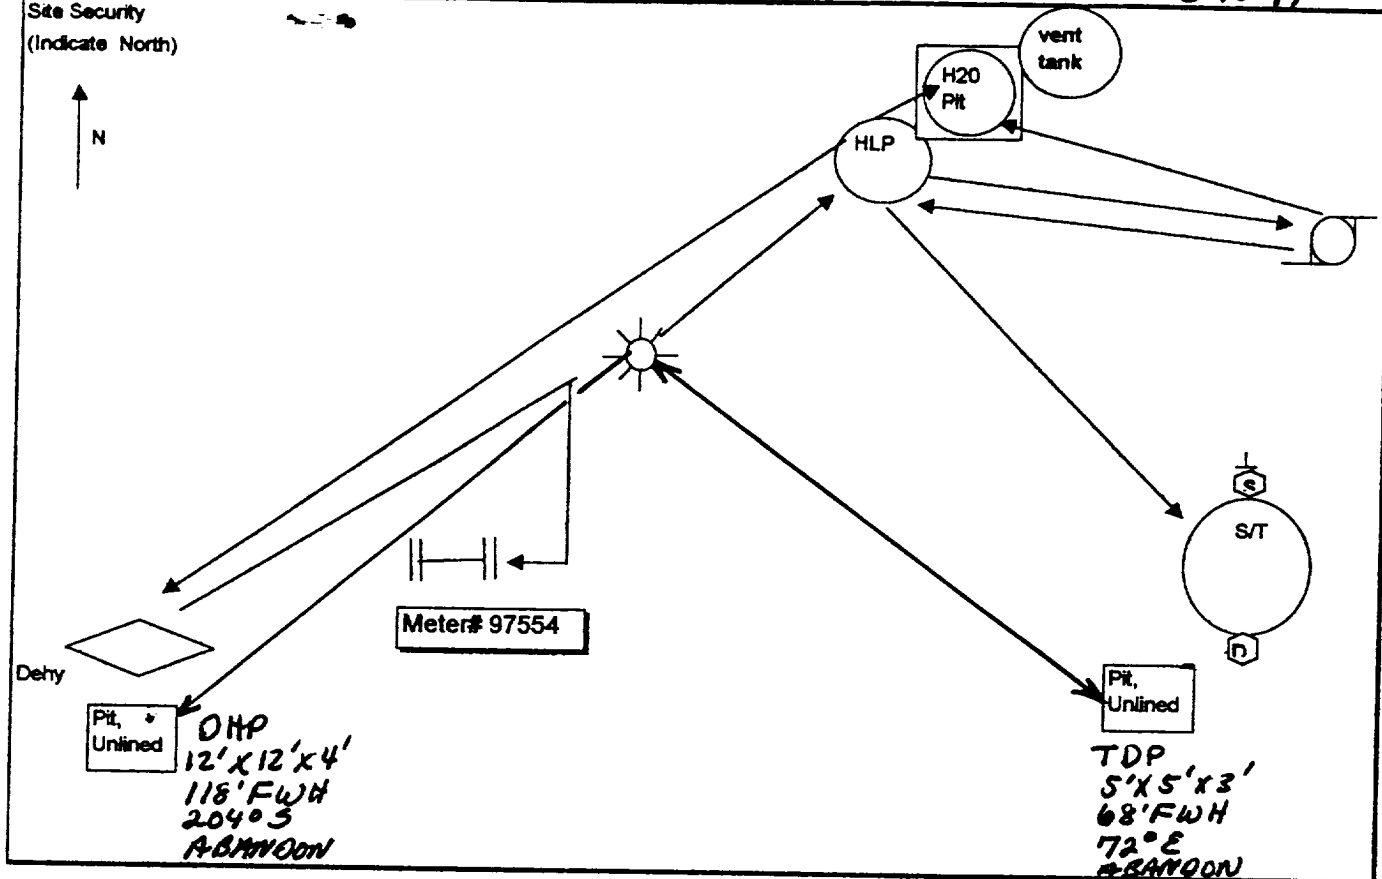 Site Security
(Indicate North)
N
vent
tank
H20
Pit
HLP
s
S/T
n
Meter# 97554
Dehy
Pit,
Unlined
DHP
12'X12'X4'
118'FWH
204° S
ABANDON
Pit,
Unlined
TDP
5'X5'X3'
68'FWH
72° E
ABANDON